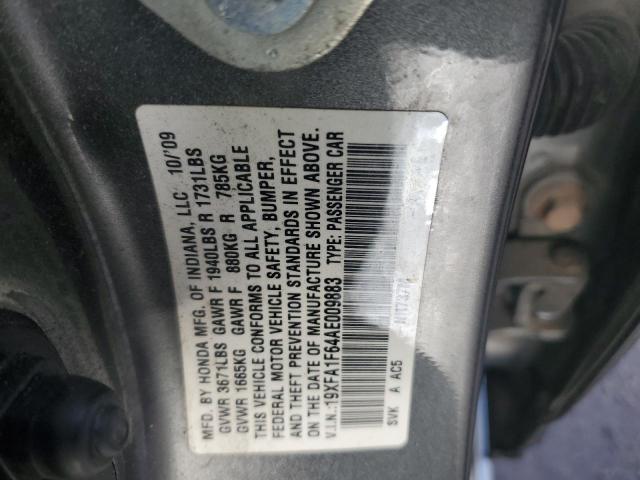 MFD. BY HONDA MFG. OF INDIANA, LLC 10/'09
GVWR 3671LBS GAWR F 1940LBS R 1731LBS
GVWR 1665KG GAWR F 880KG R 785KG
THIS VEHICLE CONFORMS TO ALL APPLICABLE
FEDERAL MOTOR VEHICLE SAFETY, BUMPER,
AND THEFT PREVENTION STANDARDS IN EFFECT
ON THE DATE OF MANUFACTURE SHOWN ABOVE.
V.I.N.:19XFA1F64AE009883 TYPE: PASSENGER CAR
SVK A AC5